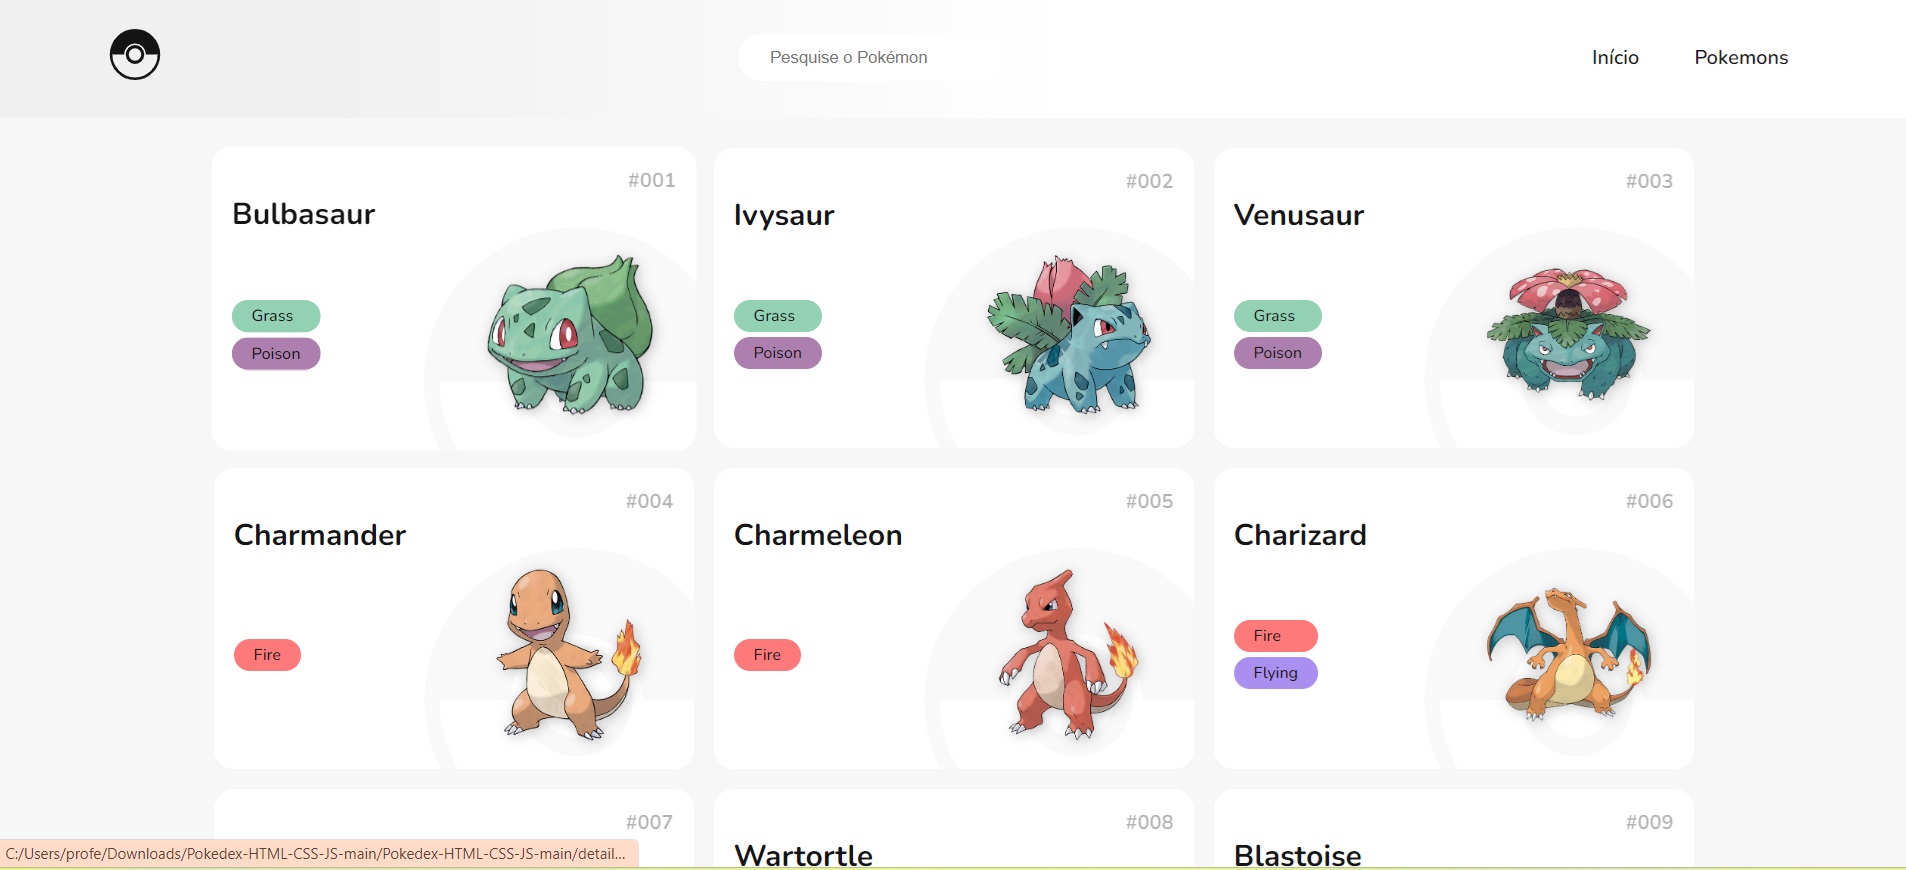 Pesquise o Pokémon
Início
Pokemons
#001
Bulbasaur
Grass
Poison
#002
Ivysaur
Grass
Poison
#003
Venusaur
Grass
Poison
#004
Charmander
Fire
#005
Charmeleon
Fire
#006
Charizard
Fire
Flying
#007
#008
Wartortle
#009
Blastoise
C:/Users/profe/Downloads/Pokedex-HTML-CSS-JS-main/Pokedex-HTML-CSS-JS-main/detail...